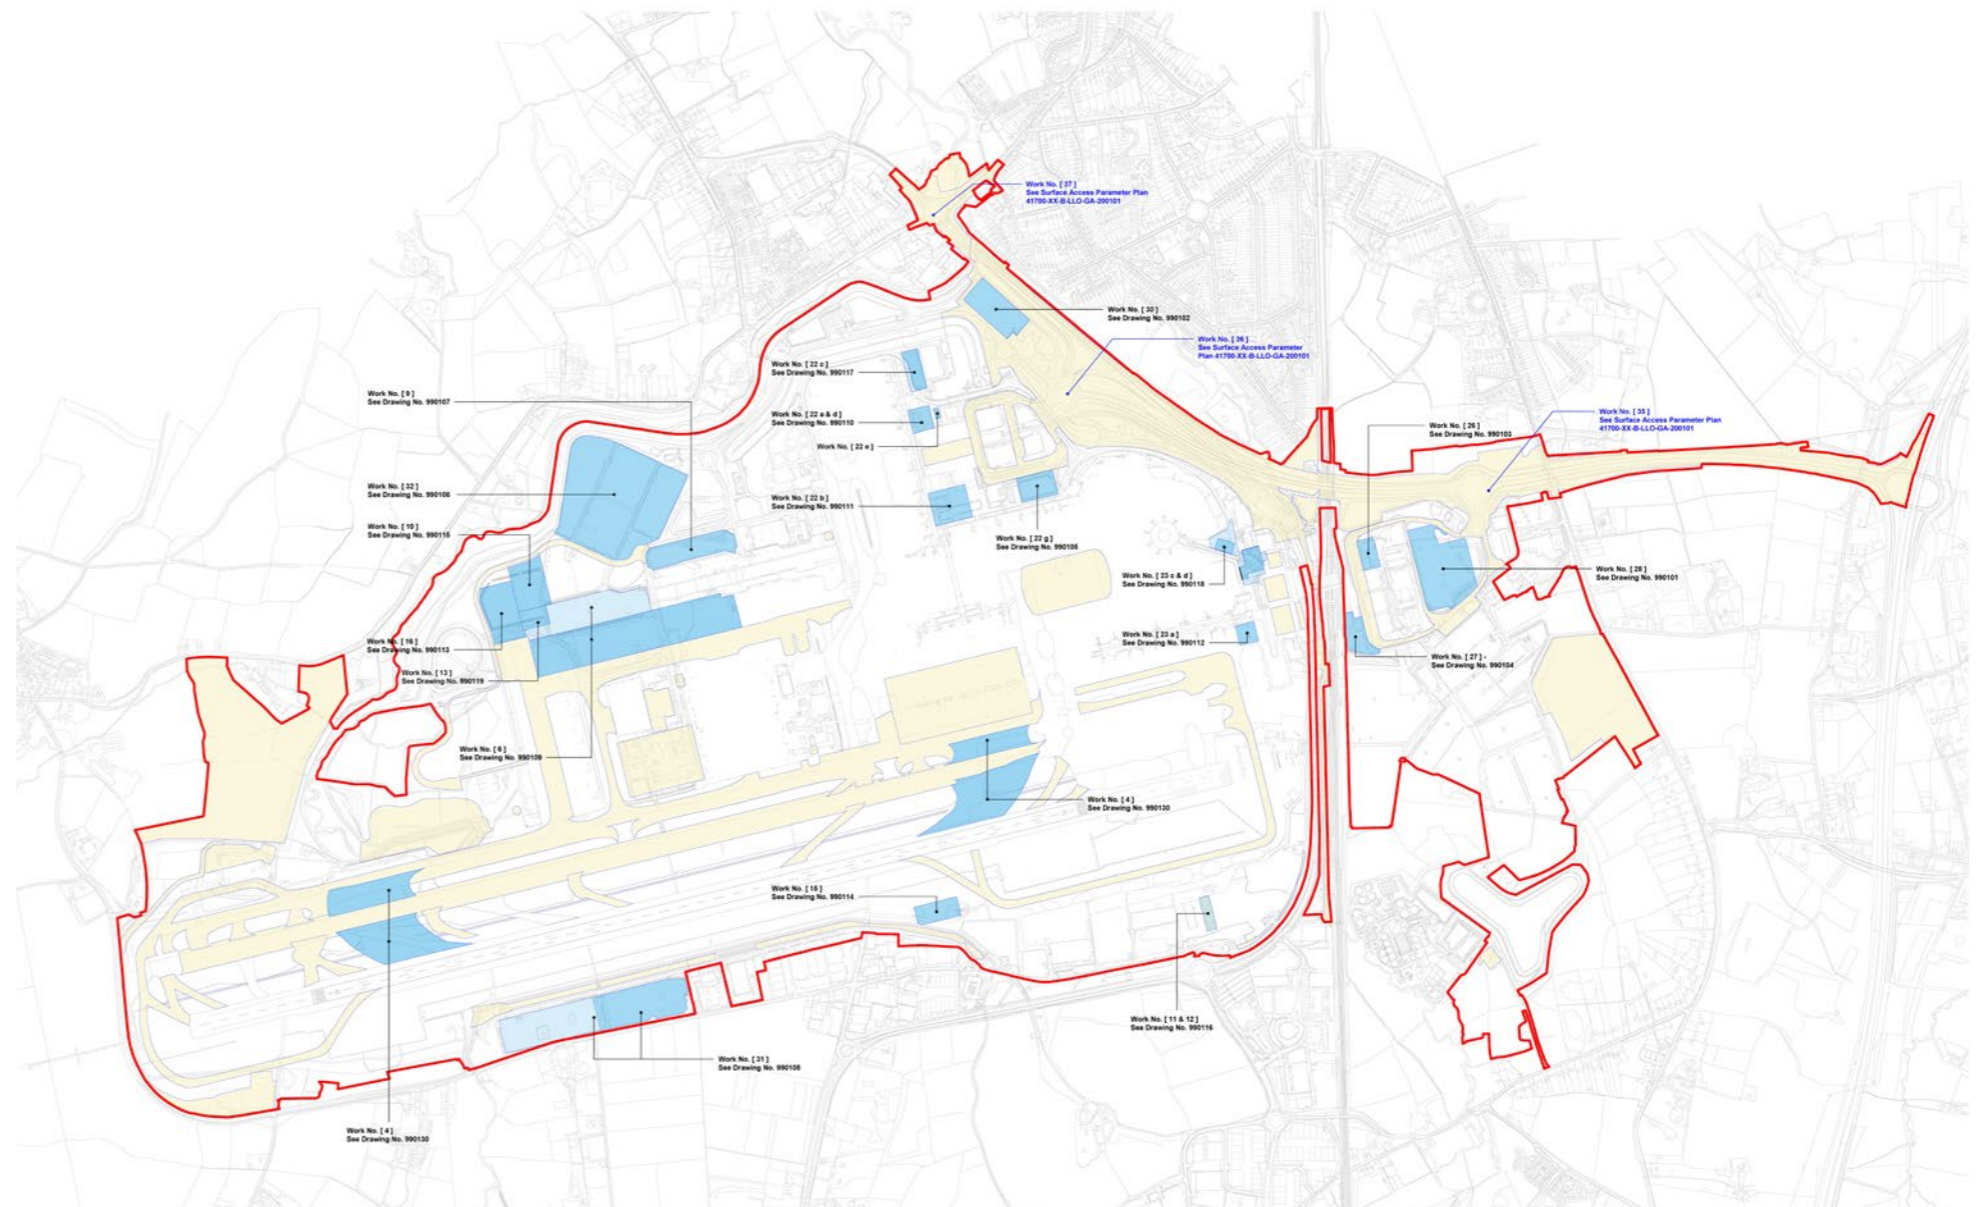 Work No. [ 37 ]
See Surface Access Parameter Plan
41700-XX-B-LLO-GA-200101
Work No. [ 30 ]
See Drawing No. 990102
Work No. [ 36 ]
See Surface Access Parameter
Plan 41700-XX-B-LLO-GA-200101
Work No. [ 22 c ]
See Drawing No. 990117
Work No. [ 9 ]
See Drawing No. 990107
Work No. [ 22 a & d ]
See Drawing No. 990110
Work No. [ 22 e ]
Work No. [ 35 ]
See Surface Access Parameter Plan
41700-XX-B-LLO-GA-200101
Work No. [ 26 ]
See Drawing No. 990103
Work No. [ 32 ]
See Drawing No. 990106
Work No. [ 22 b ]
See Drawing No. 990111
Work No. [ 10 ]
See Drawing No. 990115
Work No. [ 22 g ]
See Drawing No. 990105
Work No. [ 28 ]
See Drawing No. 990101
Work No. [ 23 c & d ]
See Drawing No. 990118
Work No. [ 16 ]
See Drawing No. 990113
Work No. [ 23 a ]
See Drawing No. 990112
Work No. [ 27 ] -
See Drawing No. 990104
Work No. [ 13 ]
See Drawing No. 990119
Work No. [ 6 ]
See Drawing No. 990109
Work No. [ 4 ]
See Drawing No. 990130
Work No. [ 15 ]
See Drawing No. 990114
Work No. [ 11 & 12 ]
See Drawing No. 990116
Work No. [ 31 ]
See Drawing No. 990108
Work No. [ 4 ]
See Drawing No. 990130